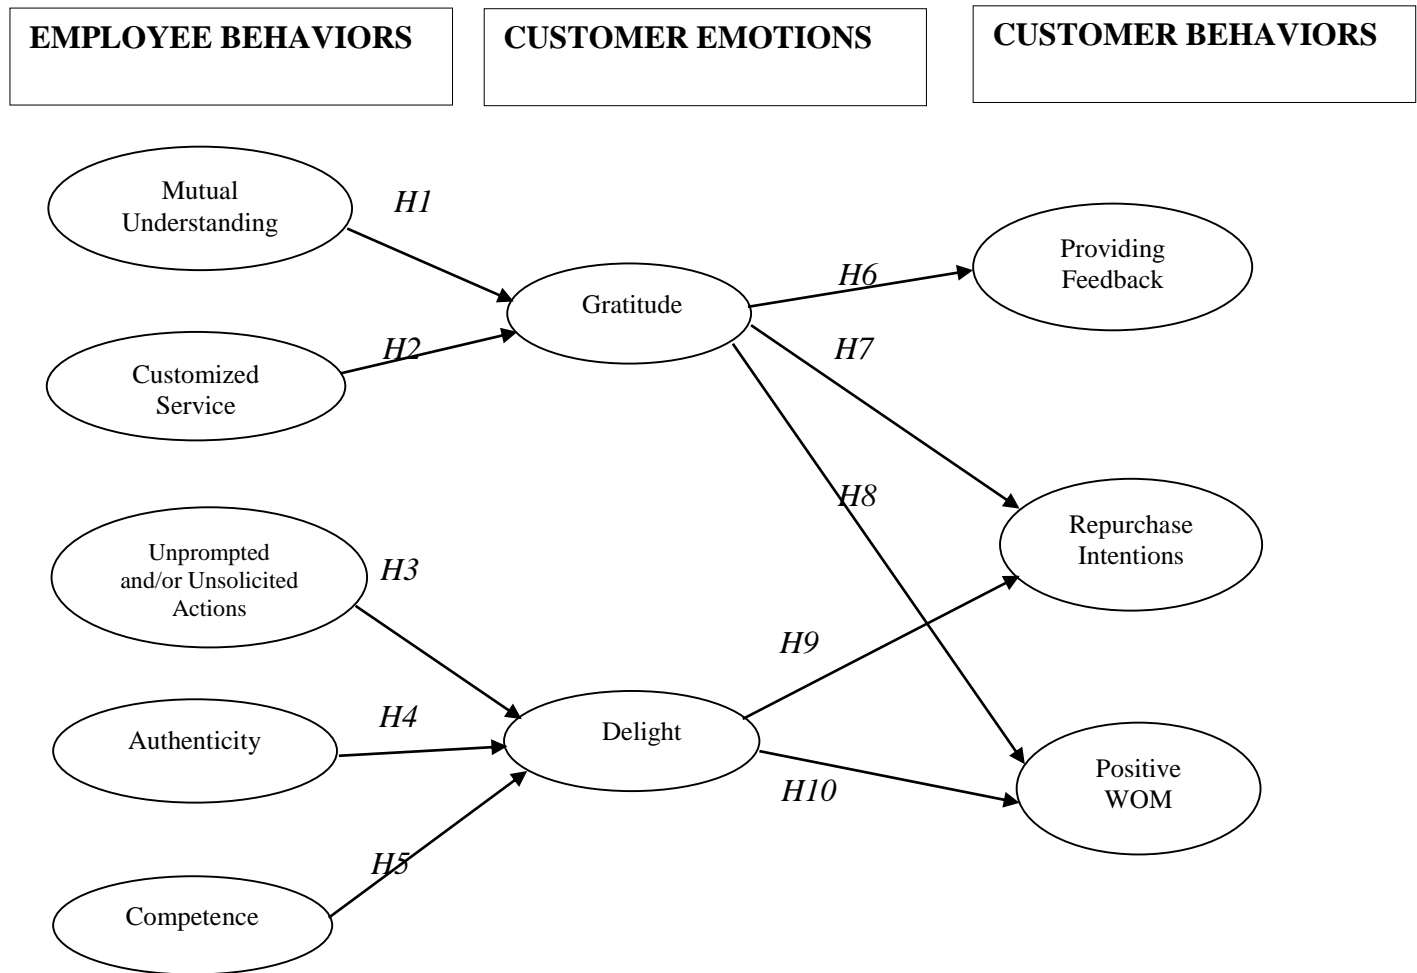 EMPLOYEE BEHAVIORS
CUSTOMER EMOTIONS
CUSTOMER BEHAVIORS
Mutual
Understanding
H1
Customized
Service
H2
Gratitude
H6
Providing
Feedback
H7
H8
Unprompted
and/or Unsolicited
Actions
H3
Repurchase
Intentions
Authenticity
H4
Delight
H9
H10
Positive
WOM
Competence
H5